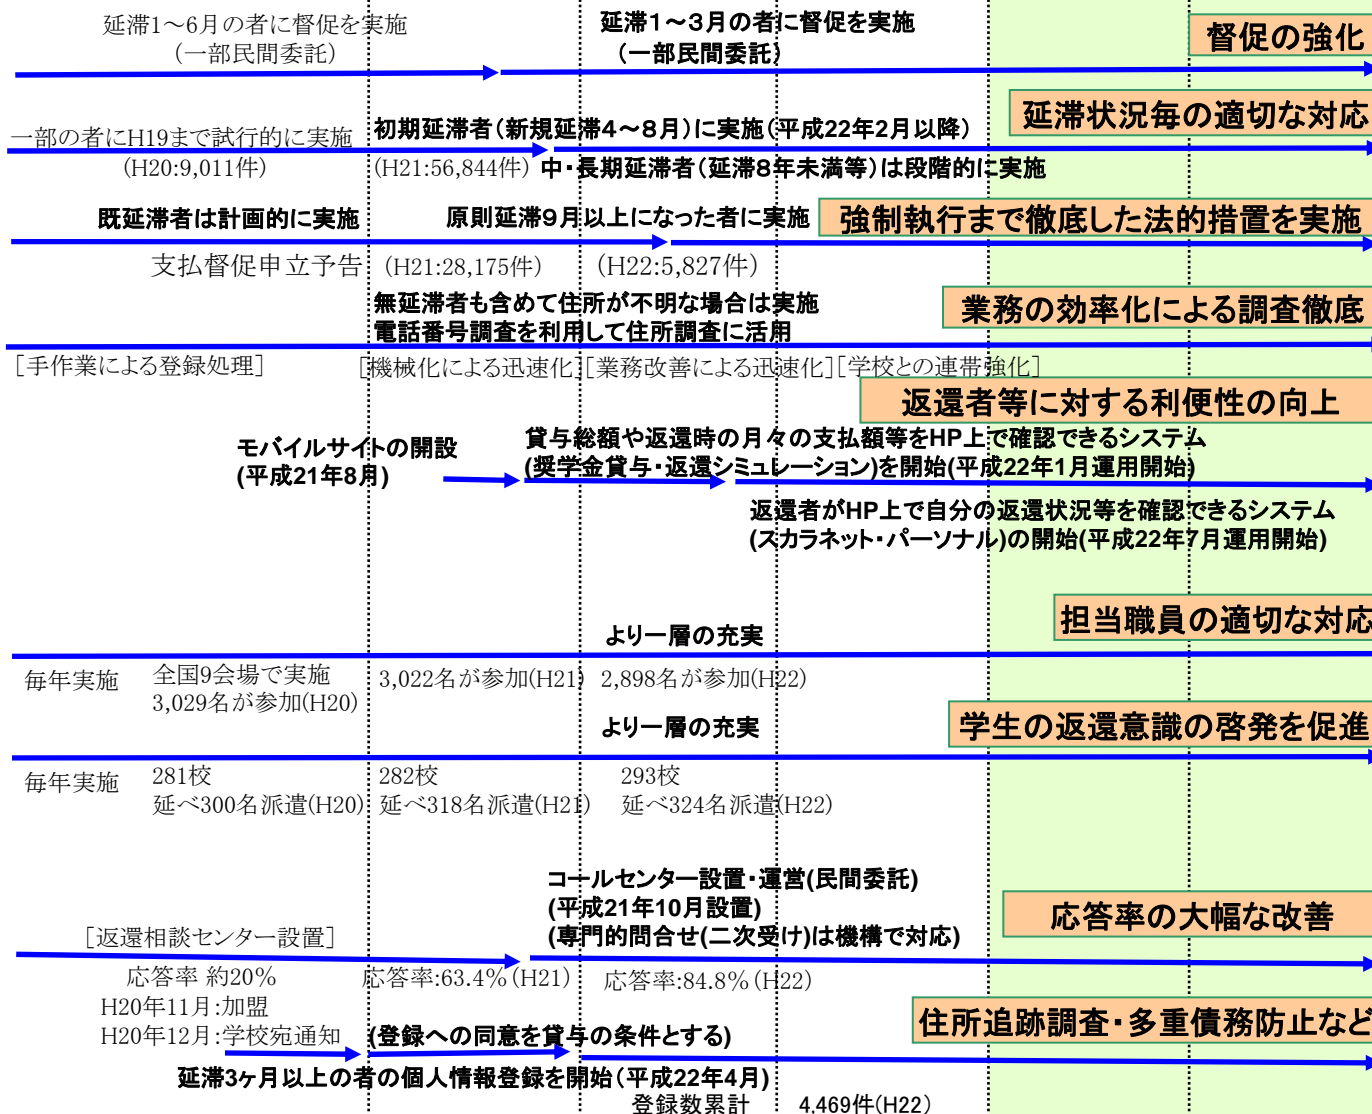 延滞1～6月の者に督促を実施
(一部民間委託)
延滞１～３月の者に督促を実施
(一部民間委託)
督促の強化
延滞状況毎の適切な対応
一部の者にH19まで試行的に実施
(H20:9,011件)
初期延滞者（新規延滞４～８月）に実施（平成22年２月以降）
(H21:56,844件)
中・長期延滞者（延滞８年未満等）は段階的に実施
既延滞者は計画的に実施
原則延滞９月以上になった者に実施
強制執行まで徹底した法的措置を実施
支払督促申立予告
(H21:28,175件)
(H22:5,827件)
無延滞者も含めて住所が不明な場合は実施
電話番号調査を利用して住所調査に活用
業務の効率化による調査徹底
[手作業による登録処理]
[機械化による迅速化]
[業務改善による迅速化]
[学校との連帯強化]
返還者等に対する利便性の向上
モバイルサイトの開設
(平成21年8月)
貸与総額や返還時の月々の支払額等をHP上で確認できるシステム
(奨学金貸与・返還シミュレーション)を開始(平成22年1月運用開始)
返還者がHP上で自分の返還状況等を確認できるシステム
(スカラネット・パーソナル)の開始(平成22年7月運用開始)
担当職員の適切な対応
より一層の充実
毎年実施
全国9会場で実施
3,029名が参加(H20)
3,022名が参加(H21)
2,898名が参加(H22)
より一層の充実
学生の返還意識の啓発を促進
毎年実施
281校
延べ300名派遣(H20)
282校
延べ318名派遣(H21)
293校
延べ324名派遣(H22)
コールセンター設置・運営(民間委託)
(平成21年10月設置)
(専門的問合せ(二次受け)は機構で対応)
応答率の大幅な改善
[返還相談センター設置]
応答率 約20%
応答率:63.4%(H21)
応答率:84.8%(H22)
H20年11月:加盟
H20年12月:学校宛通知
(登録への同意を貸与の条件とする)
住所追跡調査・多重債務防止など
延滞3ヶ月以上の者の個人情報登録を開始（平成22年４月）
登録数累計
4,469件(H22)